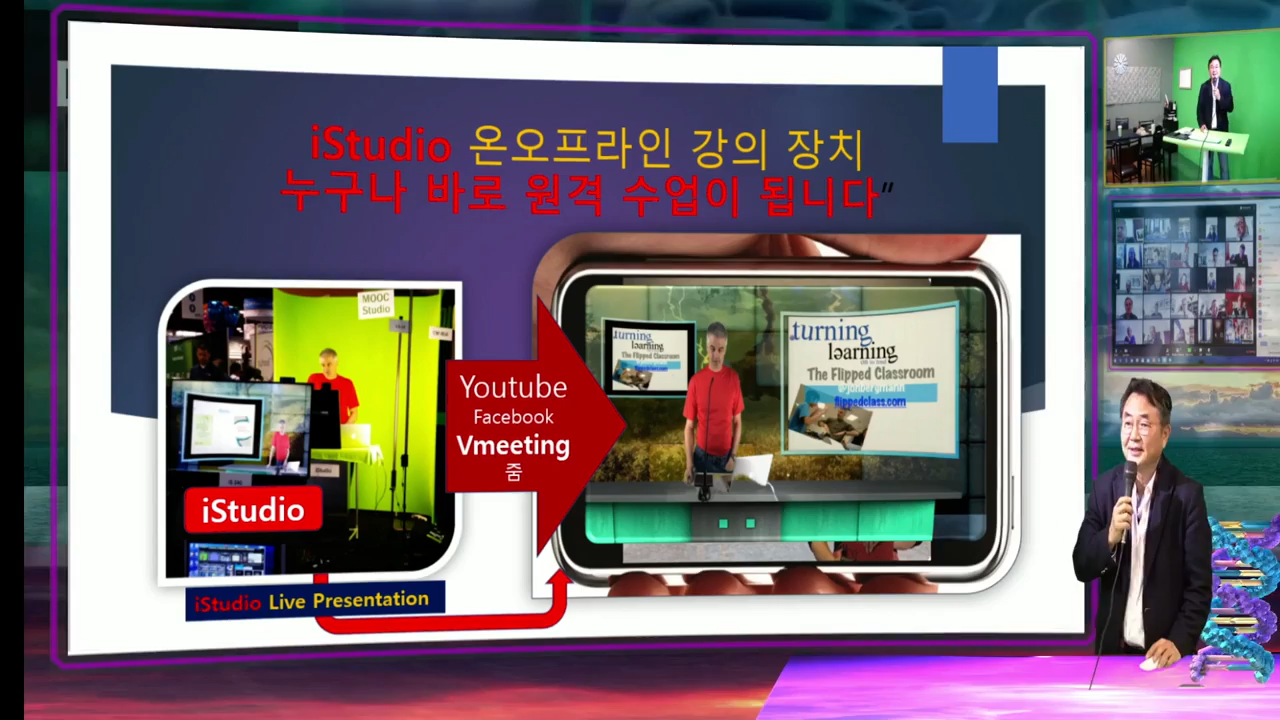 iStudio 온오프라인 강의 장치
누구나 바로 원격 수업이 됩니다”
MOOC
Studio
iStudio
iStudio
Youtube
Facebook
Vmeeting
줌
turning
learning
The Flipped Classroom
turning
learning
The Flipped Classroom
@jonbergmann
flippedclass.com
iStudio Live Presentation